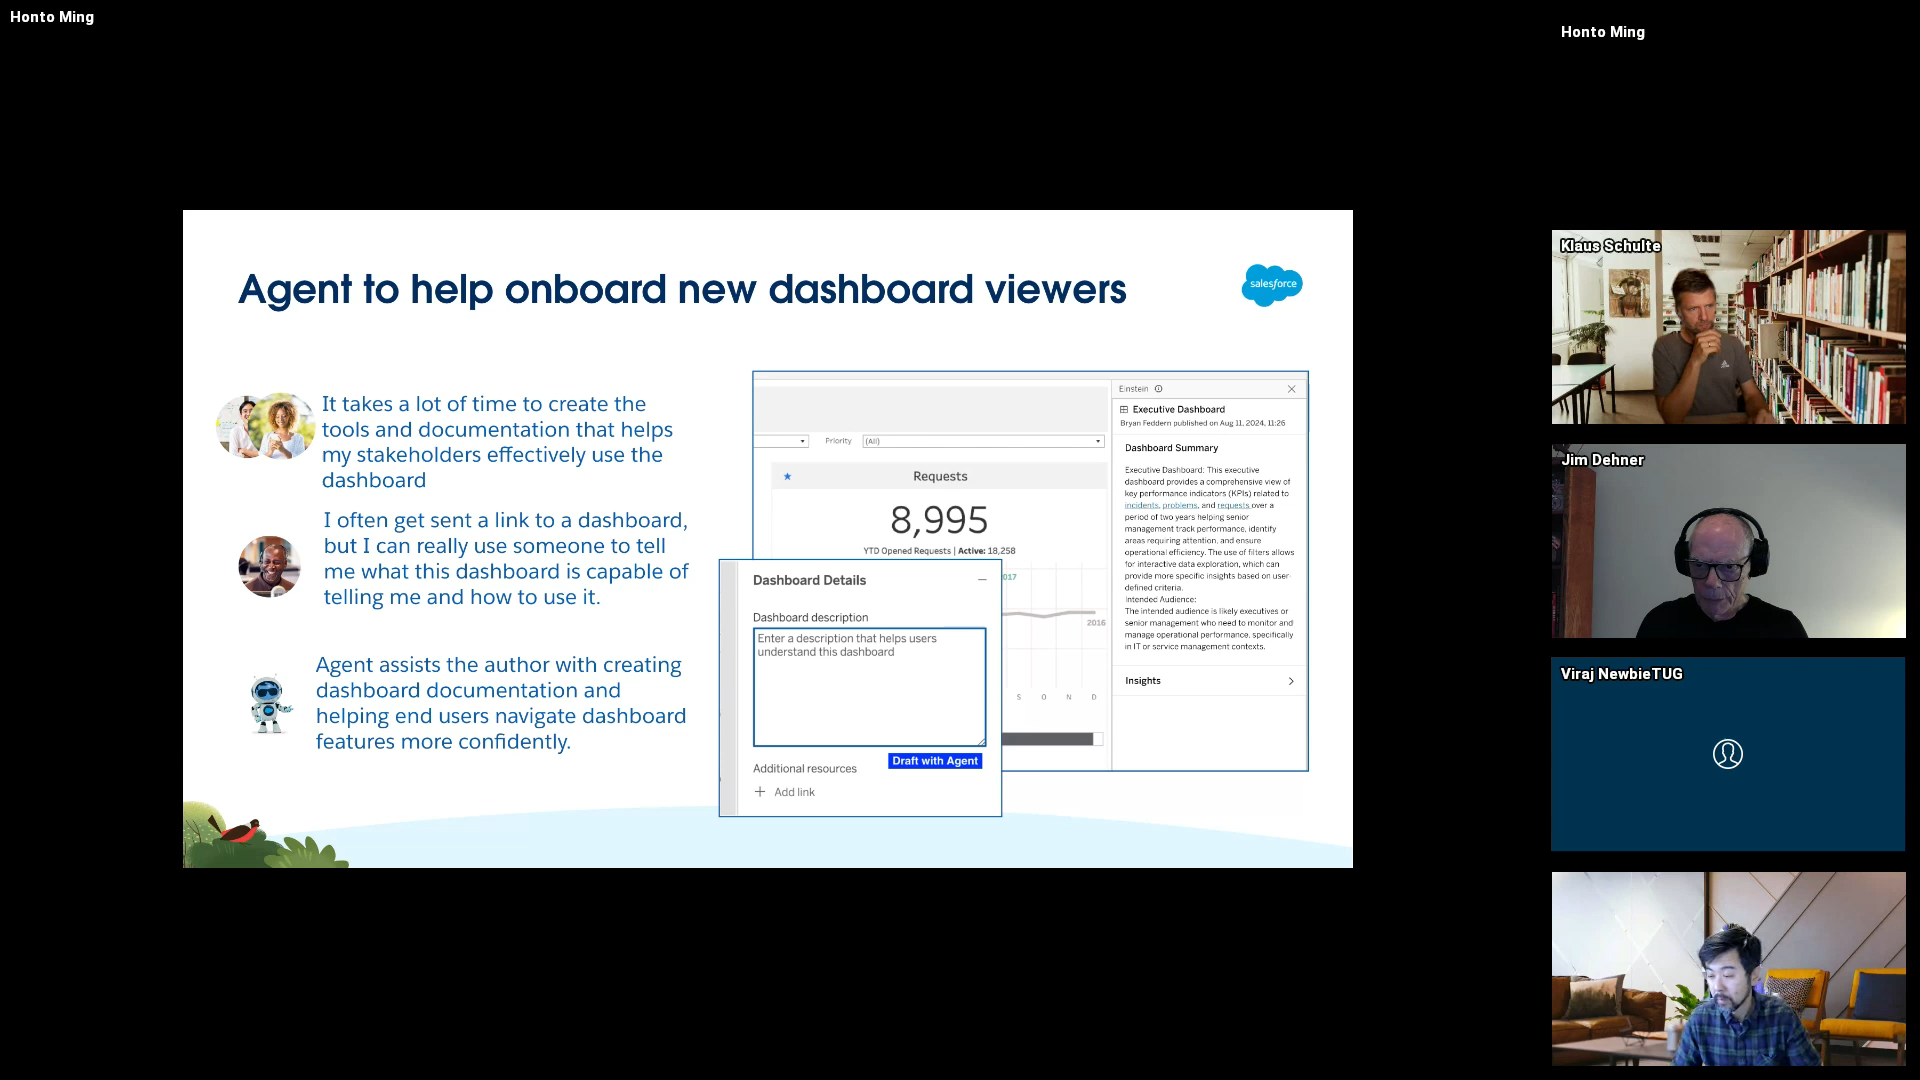 Honto Ming
Honto Ming
Agent to help onboard new dashboard viewers
salesforce
It takes a lot of time to create the
tools and documentation that helps
my stakeholders effectively use the
dashboard
I often get sent a link to a dashboard,
but I can really use someone to tell
me what this dashboard is capable of
telling me and how to use it.
Agent assists the author with creating
dashboard documentation and
helping end users navigate dashboard
features more confidently.
Einstein
Executive Dashboard
Bryan Feddern published on Aug 11, 2024, 11:26
Priority
(All)
Requests
8,995
YTD Opened Requests | Active: 18,258
2017
2016
S O N D
Dashboard Summary
Executive Dashboard: This executive
dashboard provides a comprehensive view of
key performance indicators (KPIs) related to
incidents, problems, and requests over a
period of two years helping senior
management track performance, identify
areas requiring attention, and ensure
operational efficiency. The use of filters allows
for interactive data exploration, which can
provide more specific insights based on user-
defined criteria.
Intended Audience:
The intended audience is likely executives or
senior management who need to monitor and
manage operational performance, specifically
in IT or service management contexts.
Insights
Dashboard Details
Dashboard description
Enter a description that helps users
understand this dashboard
Draft with Agent
Additional resources
Add link
Klaus Schulte
Jim Dehner
Viraj NewbieTUG